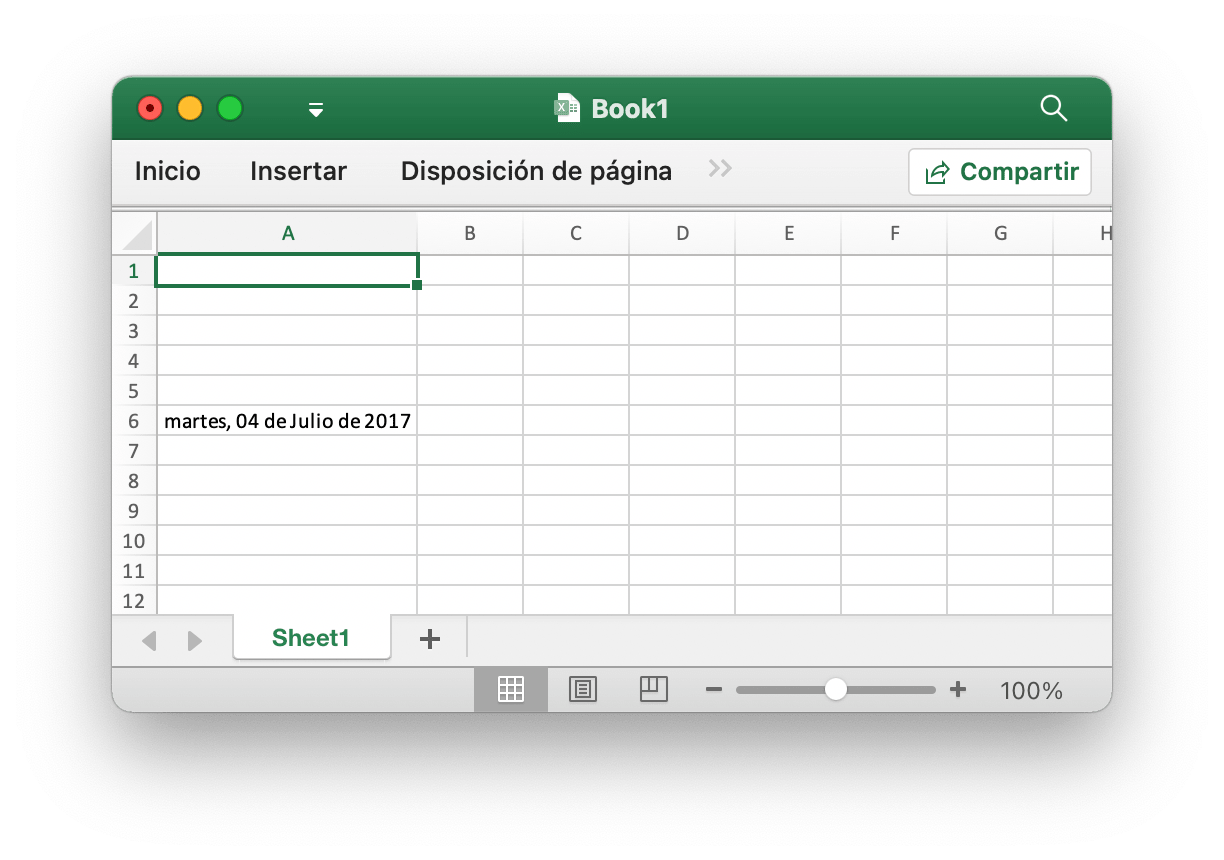 Book1
Inicio Insertar Disposición de página Compartir
A B C D E F G H
1
2
3
4
5
6 martes, 04 de Julio de 2017
7
8
9
10
11
12
Sheet1
100%